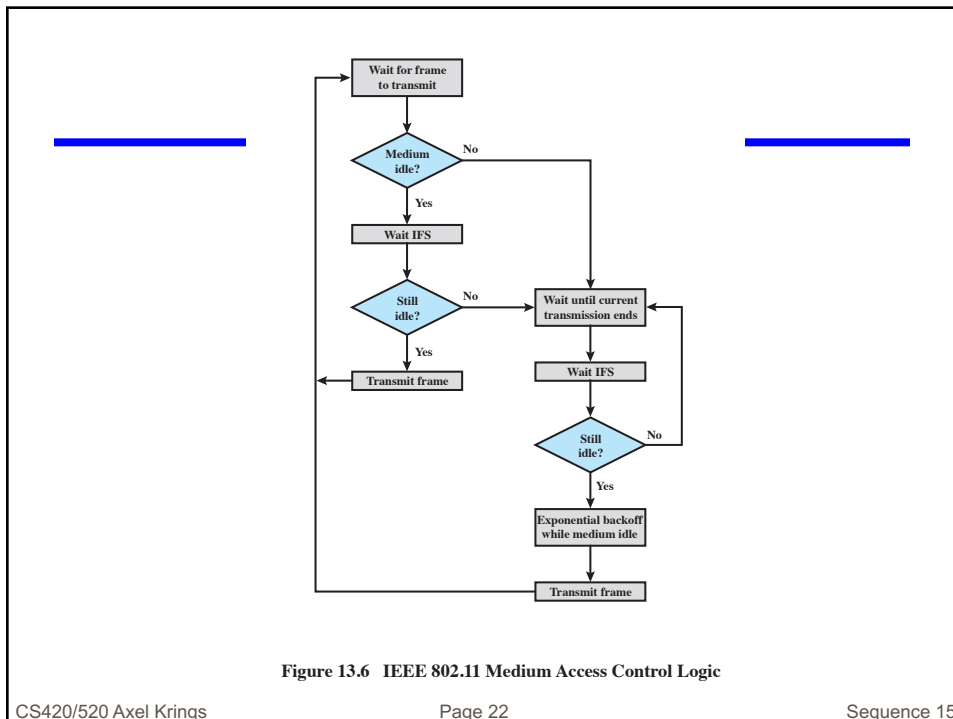 Wait for frame
to transmit
Medium
idle?
No
Yes
Wait IFS
Still
idle?
No
Yes
Transmit frame
Wait until current
transmission ends
Wait IFS
Still
idle?
No
Yes
Exponential backoff
while medium idle
Transmit frame
Figure 13.6 IEEE 802.11 Medium Access Control Logic
CS420/520 Axel Krings
Page 22
Sequence 15